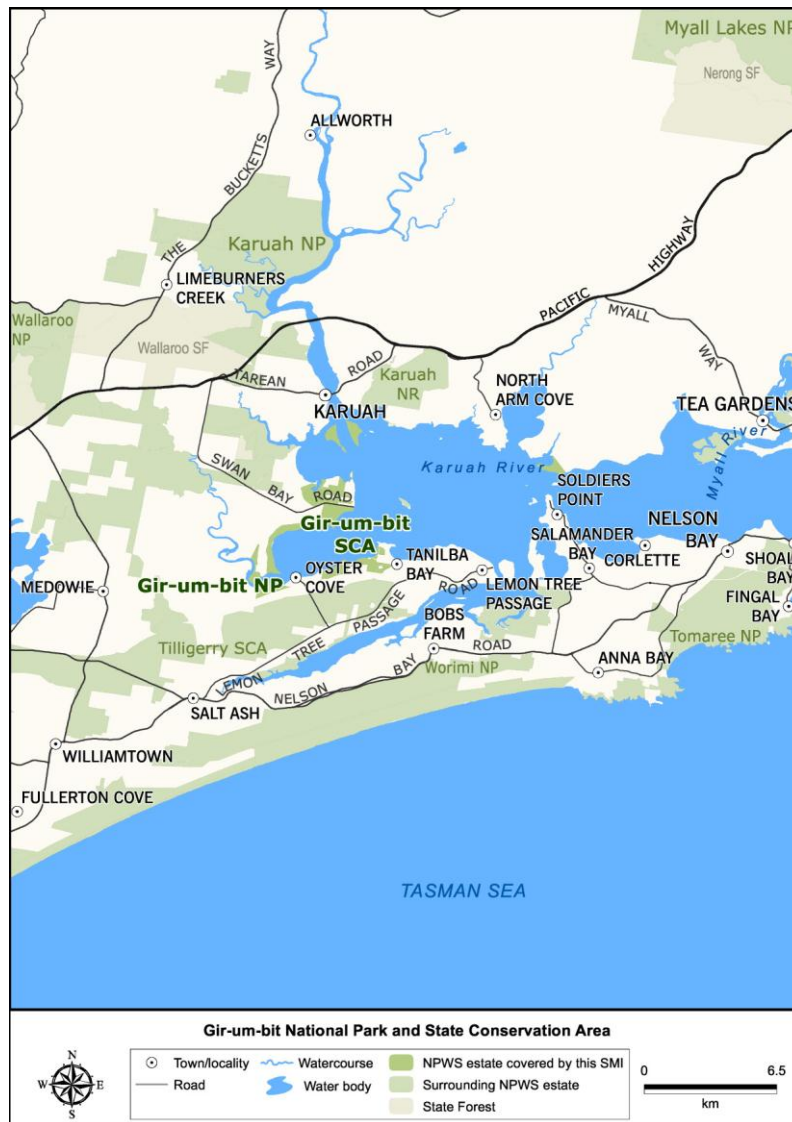 Myall Lakes NP
Nerong SF
THE BUCKETTS WAY
ALLWORTH
Karuah NP
LIMEBURNERS
CREEK
PACIFIC HIGHWAY
Wallaroo
NP
Wallaroo SF
MYALL WAY
TAREAN ROAD
Karuah
NR
NORTH
ARM COVE
KARUAH
TEA GARDENS
Myall River
Karuah River
SWAN BAY ROAD
SOLDIERS
POINT
Gir-um-bit
SCA
SALAMANDER
BAY
NELSON
BAY
CORLETTE
TANILBA
BAY
SHOAL
BAY
Gir-um-bit NP
OYSTER
COVE
MEDOWIE
LEMON TREE
PASSAGE
FINGAL
BAY
BOBS
FARM
LEMON TREE PASSAGE ROAD
Tilligerry SCA
Tomaree NP
Worimi NP
ANNA BAY
NELSON BAY ROAD
SALT ASH
WILLIAMTOWN
FULLERTON COVE
TASMAN SEA
Gir-um-bit National Park and State Conservation Area
N
W E
S
Town/locality
Road
Watercourse
Water body
NPWS estate covered by this SMI
Surrounding NPWS estate
State Forest
0 6.5
km